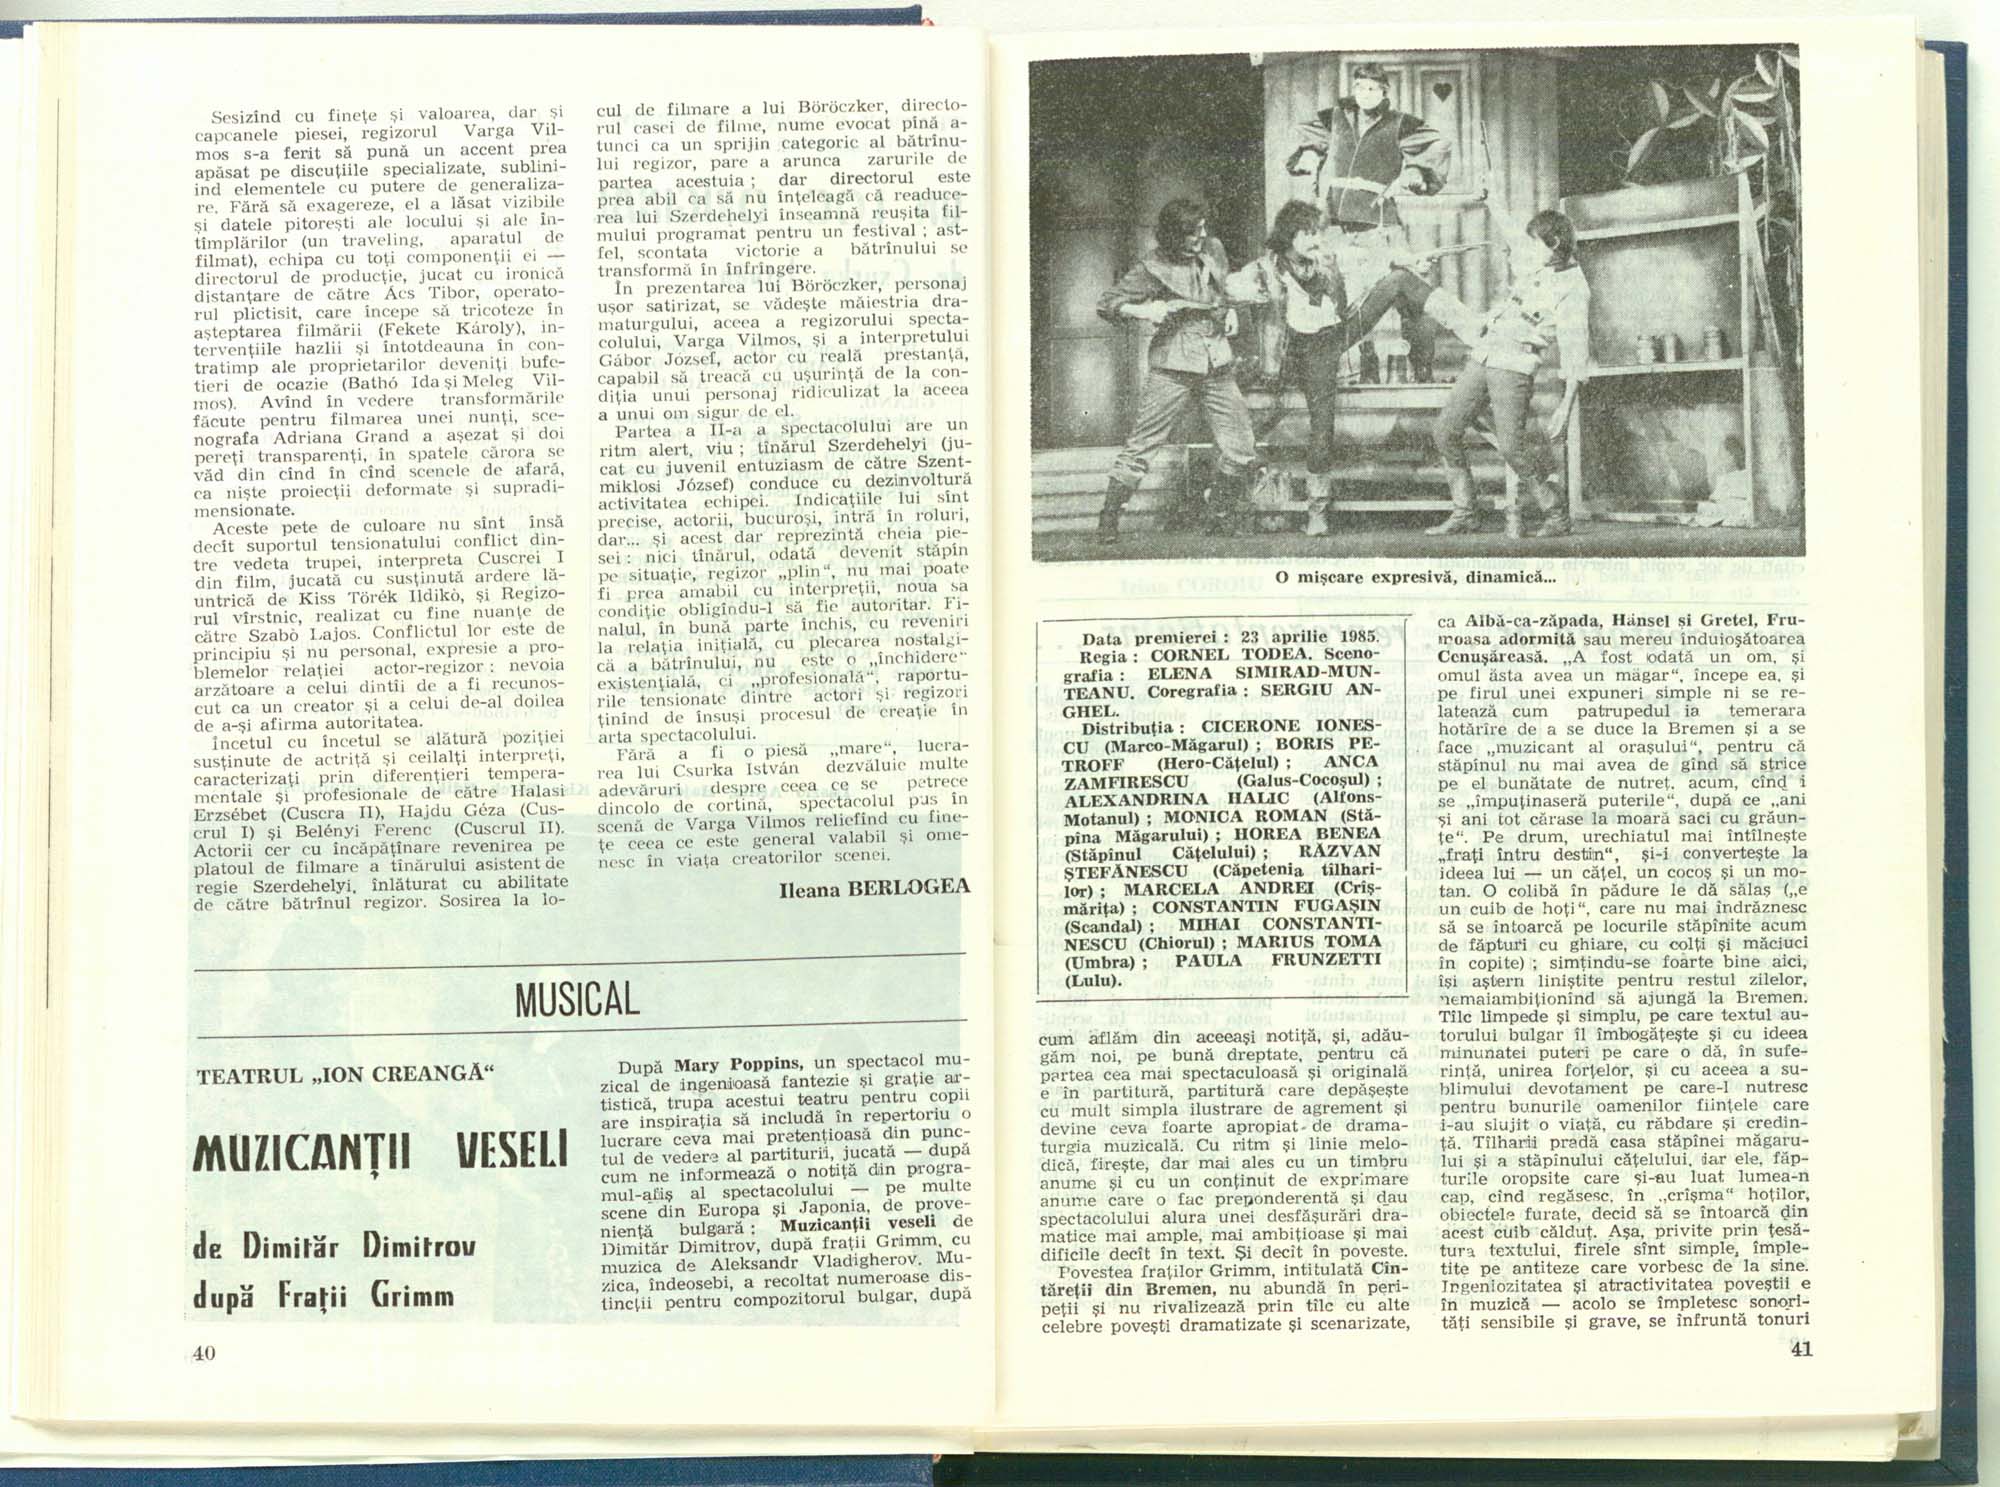 Sesizînd cu finețe și valoarea, dar și
capcanele piesei, regizorul Varga Vil-
mos s-a ferit să pună un accent prea
apăsat pe discuțiile specializate, sublini-
ind elementele cu putere de generaliza-
re. Fără să exagereze, el a lăsat vizibile
și datele pitorești ale locului și ale în-
tîmplărilor (un traveling, aparatul de
filmat), echipa cu toți componenții ei —
directorul de producție, jucat cu ironică
distanțare de către Ács Tibor, operato-
rul plictisit, care începe să tricoteze în
așteptarea filmării (Fekete Károly), in-
tervențiile hazlii și întotdeauna în con-
tratimp ale proprietarilor deveniți bufe-
tieri de ocazie (Bathó Ida și Meleg Vil-
mos). Avînd în vedere transformările
făcute pentru filmarea unei nunți, sce-
nografa Adriana Grand a așezat și doi
pereți transparenți, în spatele cărora se
văd din cînd în cînd scenele de afară,
ca niște proiecții deformate și supradi-
mensionate.
Aceste pete de culoare nu sînt însă
decît suportul tensionatului conflict din-
tre vedeta trupei, interpreta Cuscrei I
din film, jucată cu susținută ardere lă-
untrică de Kiss Törék Ildikò, și Regizo-
rul vîrstnic, realizat cu fine nuanțe de
către Szabò Lajos. Conflictul lor este de
principiu și nu personal, expresie a pro-
blemelor relației actor-regizor : nevoia
arzătoare a celui dintîi de a fi recunos-
cut ca un creator și a celui de-al doilea
de a-și afirma autoritatea.
Încetul cu încetul se alătură poziției
susținute de actriță și ceilalți interpreți,
caracterizați prin diferențieri tempera-
mentale și profesionale de către Halasi
Erzsébet (Cuscra II), Hajdu Géza (Cus-
crul I) și Belényi Ferenc (Cuscrul II).
Actorii cer cu încăpățînare revenirea pe
platoul de filmare a tînărului asistent de
regie Szerdehelyi, înlăturat cu abilitate
de către bătrînul regizor. Sosirea la lo-
cul de filmare a lui Böröczker, directo-
rul casei de filme, nume evocat pînă a-
tunci ca un sprijin categoric al bătrînu-
lui regizor, pare a arunca zarurile de
partea acestuia ; dar directorul este
prea abil ca să nu înțeleagă că readuce-
rea lui Szerdehelyi înseamnă reușita fil-
mului programat pentru un festival ; ast-
fel, scontata victorie a bătrînului se
transformă în înfrîngere.
În prezentarea lui Böröczker, personaj
ușor satirizat, se vădește măiestria dra-
maturgului, aceea a regizorului specta-
colului, Varga Vilmos, și a interpretului
Gábor József, actor cu reală prestanță,
capabil să treacă cu ușurință de la con-
diția unui personaj ridiculizat la aceea
a unui om sigur de el.
Partea a II-a a spectacolului are un
ritm alert, viu ; tînărul Szerdehelyi (ju-
cat cu juvenil entuziasm de către Szent-
miklosi József) conduce cu dezinvoltură
activitatea echipei. Indicațiile lui sînt
precise, actorii, bucuroși, intră în roluri,
dar... și acest dar reprezintă cheia pie-
sei : nici tînărul, odată devenit stăpîn
pe situație, regizor „plin“, nu mai poate
fi prea amabil cu interpreții, noua sa
condiție obligîndu-l să fie autoritar. Fi-
nalul, în bună parte închis, cu reveniri
la relația inițială, cu plecarea nostalgi-
că a bătrînului, nu este o „închidere“
existențială, ci „profesională“, raportu-
rile tensionate dintre actori și regizori
ținînd de însuși procesul de creație în
arta spectacolului.
Fără a fi o piesă „mare“, lucra-
rea lui Csurka István dezvăluie multe
adevăruri despre ceea ce se petrece
dincolo de cortină, spectacolul pus în
scenă de Varga Vilmos reliefînd cu fine-
țe ceea ce este general valabil și ome-
nesc în viața creatorilor scenei.
Ileana BERLOGEA
MUSICAL
TEATRUL „ION CREANGĂ“
MUZICANȚII VESELI
de Dimităr Dimitrov
după Frații Grimm
După Mary Poppins, un spectacol mu-
zical de ingenioasă fantezie și grație ar-
tistică, trupa acestui teatru pentru copii
are inspirația să includă în repertoriu o
lucrare ceva mai pretențioasă din punc-
tul de vedere al partiturii, jucată — după
cum ne informează o notiță din progra-
mul-afiș al spectacolului — pe multe
scene din Europa și Japonia, de prove-
niență bulgară : Muzicanții veseli de
Dimităr Dimitrov, după frații Grimm, cu
muzica de Aleksandr Vladigherov. Mu-
zica, îndeosebi, a recoltat numeroase dis-
tincții pentru compozitorul bulgar, după
40
O mișcare expresivă, dinamică...
Data premierei : 23 aprilie 1985.
Regia : CORNEL TODEA. Sceno-
grafia : ELENA SIMIRAD-MUN-
TEANU. Coregrafia : SERGIU AN-
GHEL.
Distribuția : CICERONE IONES-
CU (Marco-Măgarul) ; BORIS PE-
TROFF (Hero-Cățelul) ; ANCA
ZAMFIRESCU (Galus-Cocoșul) ;
ALEXANDRINA HALIC (Alfons-
Motanul) ; MONICA ROMAN (Stă-
pîna Măgarului) ; HOREA BENEA
(Stăpînul Cățelului) ; RĂZVAN
ȘTEFĂNESCU (Căpetenia tîlhari-
lor) ; MARCELA ANDREI (Crîș-
mărița) ; CONSTANTIN FUGAȘIN
(Scandal) ; MIHAI CONSTANTI-
NESCU (Chiorul) ; MARIUS TOMA
(Umbra) ; PAULA FRUNZETTI
(Lulu).
cum aflăm din aceeași notiță, și, adău-
găm noi, pe bună dreptate, pentru că
partea cea mai spectaculoasă și originală
e în partitură, partitură care depășește
cu mult simpla ilustrare de agrement și
devine ceva foarte apropiat de drama-
turgia muzicală. Cu ritm și linie melo-
dică, firește, dar mai ales cu un timbru
anume și cu un conținut de exprimare
anume care o fac preponderentă și dau
spectacolului alura unei desfășurări dra-
matice mai ample, mai ambițioase și mai
dificile decît în text. Și decît în poveste.
Povestea fraților Grimm, intitulată Cîn-
tăreții din Bremen, nu abundă în peri-
peții și nu rivalizează prin tîlc cu alte
celebre povești dramatizate și scenarizate,
ca Albă-ca-zăpada, Hänsel și Gretel, Fru-
moasa adormită sau mereu înduioșătoarea
Cenușăreasă. „A fost odată un om, și
omul ăsta avea un măgar“, începe ea, și
pe firul unei expuneri simple ni se re-
latează cum patrupedul ia temerara
hotărîre de a se duce la Bremen și a se
face „muzicant al orașului“, pentru că
stăpînul nu mai avea de gînd să strice
pe el bunătate de nutreț, acum, cînd i
se „împuținaseră puterile“, după ce „ani
și ani tot cărase la moară saci cu grăun-
țe“. Pe drum, urechiatul mai întîlnește
„frați întru destin“, și-i convertește la
ideea lui — un cățel, un cocoș și un mo-
tan. O colibă în pădure le dă sălaș („e
un cuib de hoți“, care nu mai îndrăznesc
să se întoarcă pe locurile stăpînite acum
de făpturi cu ghiare, cu colți și măciuci
în copite) ; simțindu-se foarte bine aici,
își aștern liniștite pentru restul zilelor,
nemaiambiționînd să ajungă la Bremen.
Tîlc limpede și simplu, pe care textul au-
torului bulgar îl îmbogățește și cu ideea
minunatei puteri pe care o dă, în sufe-
rință, unirea forțelor, și cu aceea a su-
blimului devotament pe care-l nutresc
pentru bunurile oamenilor ființele care
i-au slujit o viață, cu răbdare și credin-
ță. Tîlharii pradă casa stăpînei măgaru-
lui și a stăpînului cățelului, iar ele, făp-
turile oropsite care și-au luat lumea-n
cap, cînd regăsesc, în „crîșma“ hoților,
obiectele furate, decid să se întoarcă din
acest cuib călduț. Așa, privite prin țesă-
tura textului, firele sînt simple, împle-
tite pe antiteze care vorbesc de la sine.
Ingeniozitatea și atractivitatea poveștii e
în muzică — acolo se împletesc sonori-
tăți sensibile și grave, se înfruntă tonuri
41